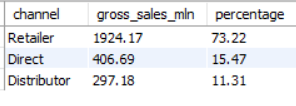 channel gross_sales_mln percentage
Retailer 1924.17 73.22
Direct 406.69 15.47
Distributor 297.18 11.31